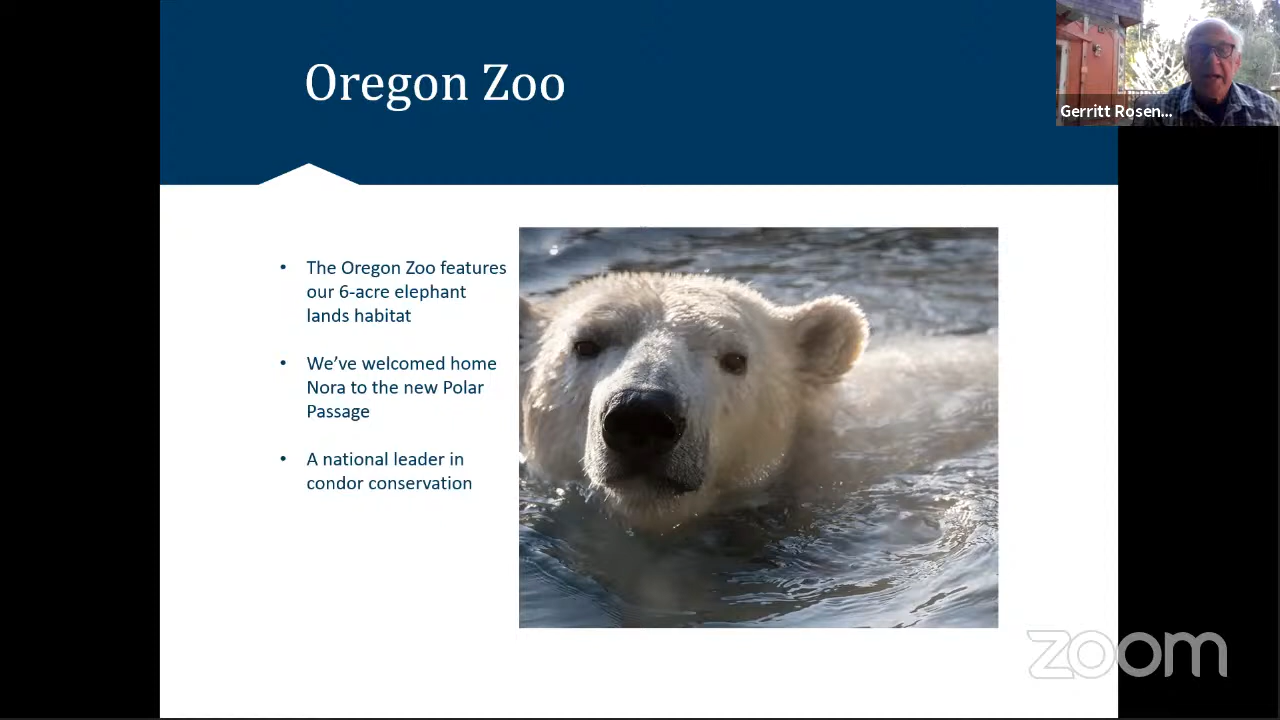 Oregon Zoo
Gerritt Rosen...
• The Oregon Zoo features
our 6-acre elephant
lands habitat
• We’ve welcomed home
Nora to the new Polar
Passage
• A national leader in
condor conservation
zoom